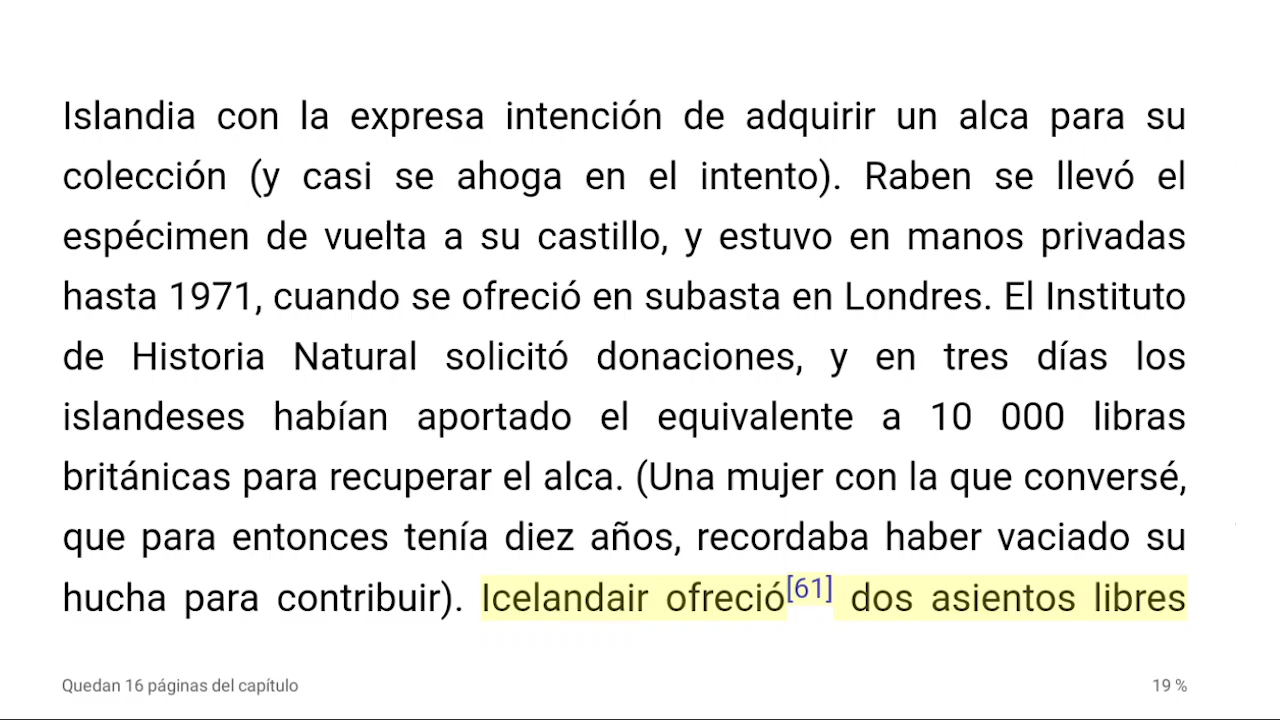 Islandia con la expresa intención de adquirir un alca para su
colección (y casi se ahoga en el intento). Raben se llevó el
espécimen de vuelta a su castillo, y estuvo en manos privadas
hasta 1971, cuando se ofreció en subasta en Londres. El Instituto
de Historia Natural solicitó donaciones, y en tres días los
islandeses habían aportado el equivalente a 10 000 libras
británicas para recuperar el alca. (Una mujer con la que conversé,
que para entonces tenía diez años, recordaba haber vaciado su
hucha para contribuir). Icelandair ofreció[61] dos asientos libres
Quedan 16 páginas del capítulo 19 %